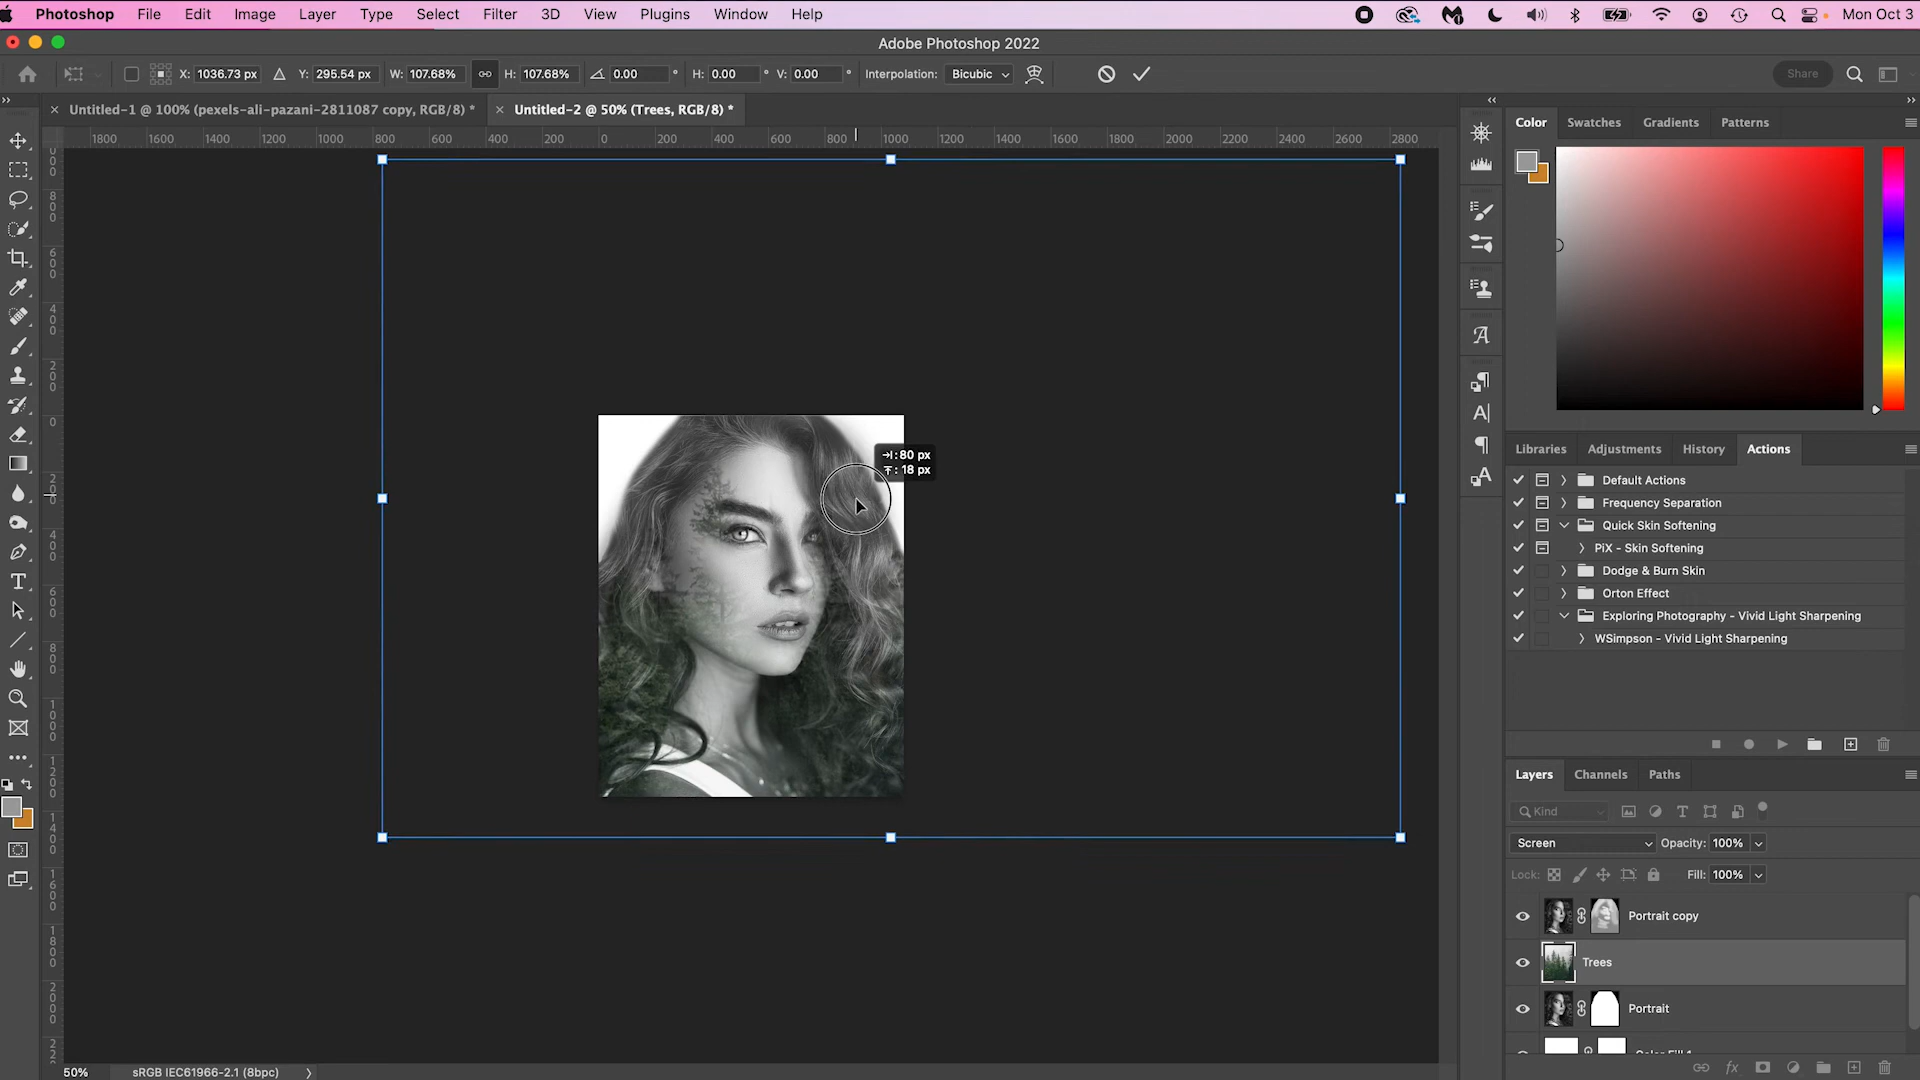 Photoshop File Edit Image Layer Type Select Filter 3D View Plugins Window Help Mon Oct 3
Adobe Photoshop 2022
X: 1036.73 px Y: 295.54 px W: 107.68% H: 107.68% 0.00 ° H: 0.00 ° V: 0.00 ° Interpolation: Bicubic Share
Untitled-1 @ 100% (pexels-ali-pazani-2811087 copy, RGB/8) * Untitled-2 @ 50% (Trees, RGB/8) *
1800 1600 1400 1200 1000 800 600 400 200 0 200 400 600 800 1000 1200 1400 1600 1800 2000 2200 2400 2600 2800
Color Swatches Gradients Patterns
:80 px
:18 px
Libraries Adjustments History Actions
Default Actions
Frequency Separation
Quick Skin Softening
PiX - Skin Softening
Dodge & Burn Skin
Orton Effect
Exploring Photography - Vivid Light Sharpening
WSimpson - Vivid Light Sharpening
Layers Channels Paths
Kind
Screen Opacity: 100%
Lock: Fill: 100%
Portrait copy
Trees
Portrait
50% sRGB IEC61966-2.1 (8bpc)